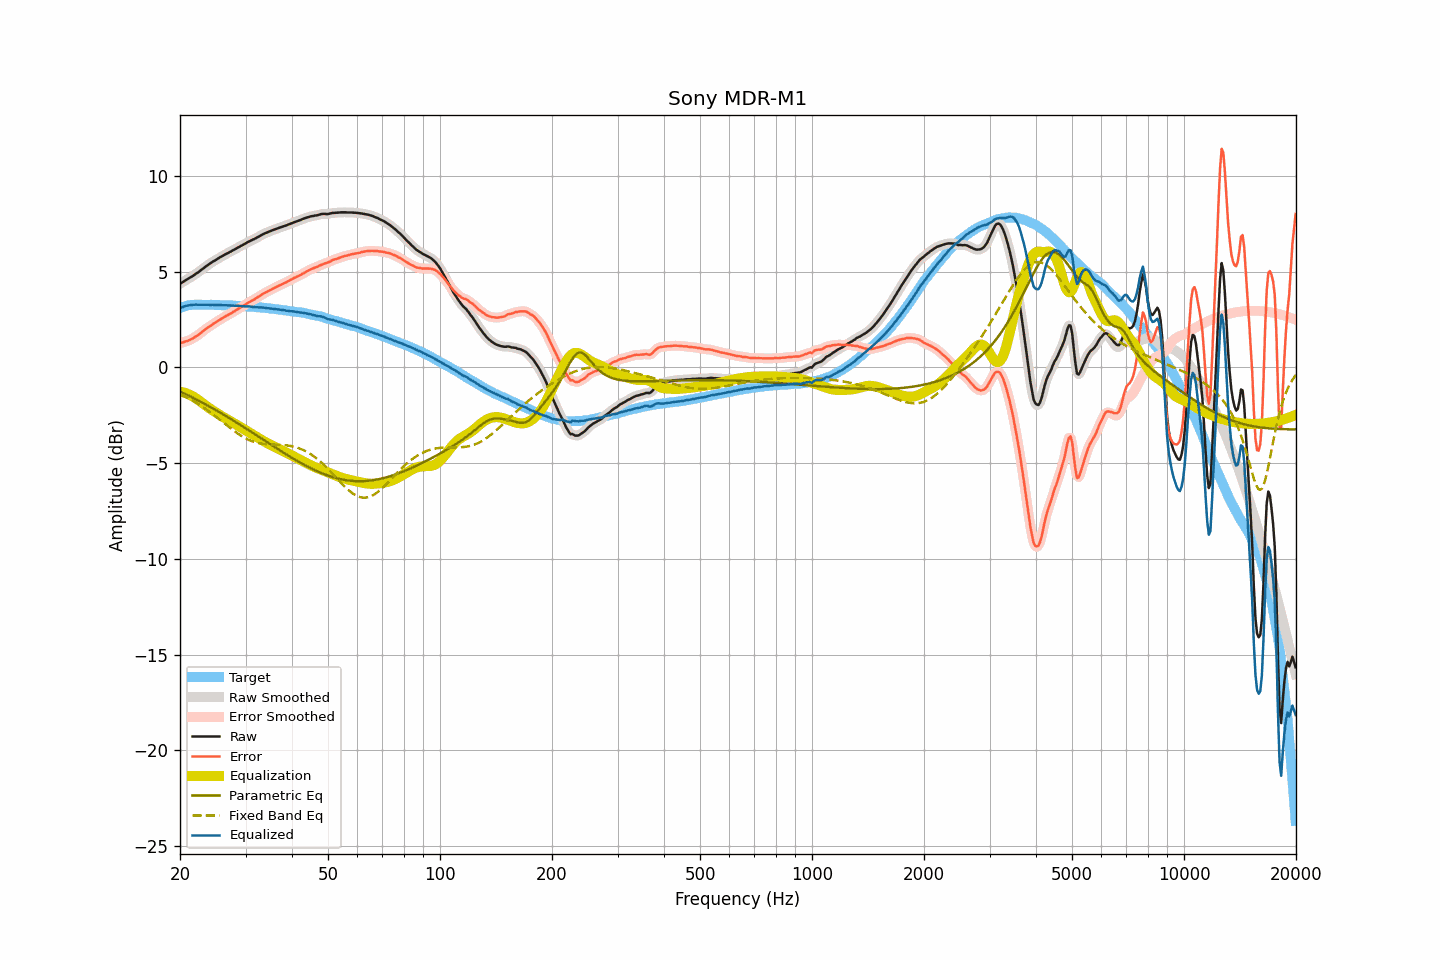 Sony MDR-M1
Amplitude (dBr)
10
5
0
−5
−10
−15
−20
−25
Target
Raw Smoothed
Error Smoothed
Raw
Error
Equalization
Parametric Eq
Fixed Band Eq
Equalized
20
50
100
200
500
1000
2000
5000
10000
20000
Frequency (Hz)